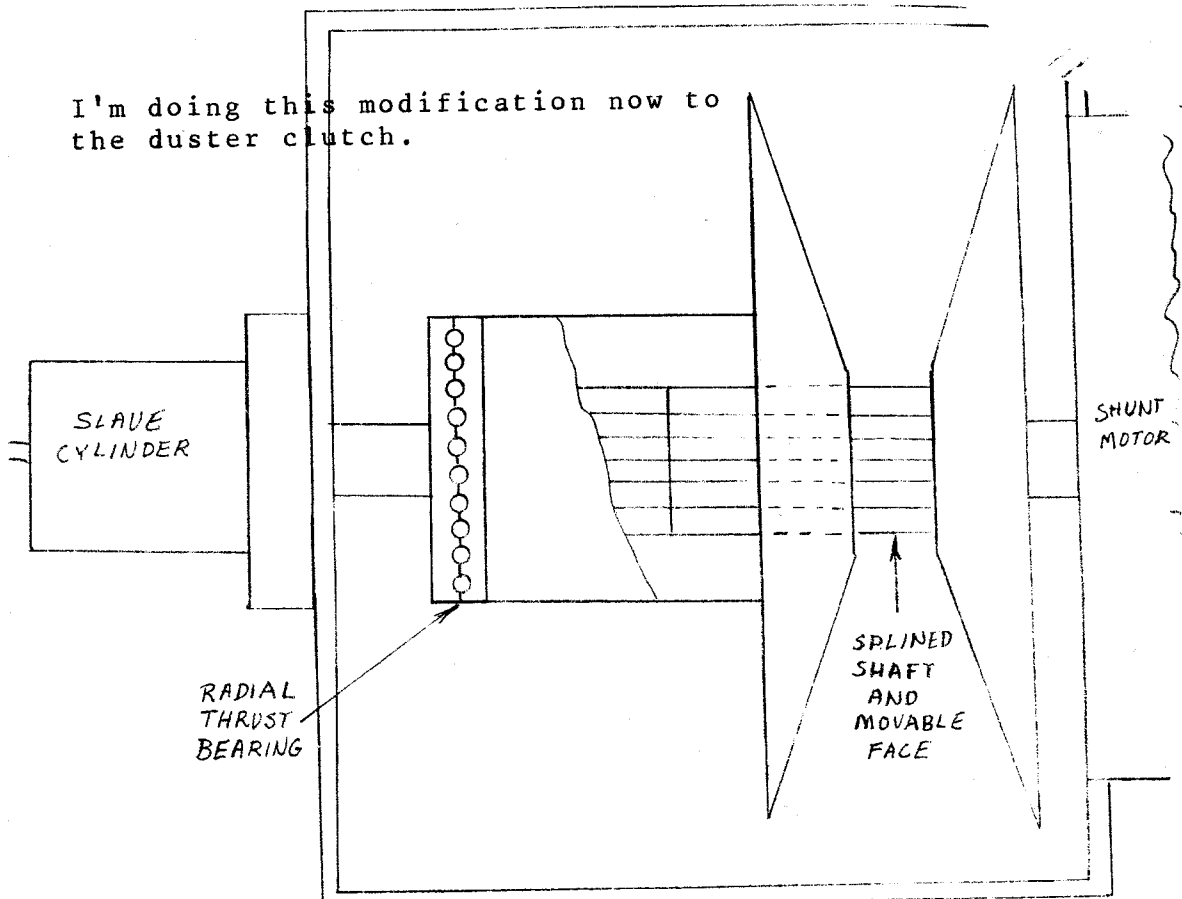 I'm doing this modification now to
the duster clutch.
SLAVE
CYLINDER
SHUNT
MOTOR
RADIAL
THRUST
BEARING
SPLINED
SHAFT
AND
MOVABLE
FACE